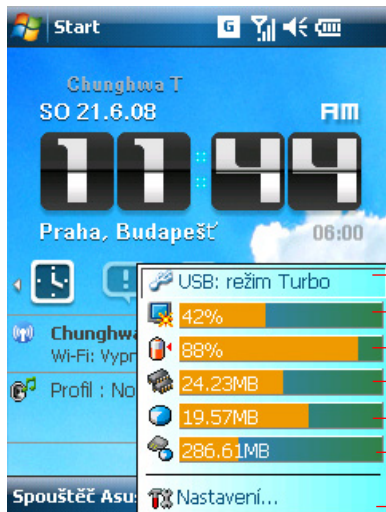 Start G
Chunghwa T
SO 21.6.08 AM
11 44
Praha, Budapešť 06:00
USB: režim Turbo
42%
Chunghwa
88%
Wi-Fi: Vypn
Profil : No
24.23MB
19.57MB
286.61MB
Spouštěč Asu
Nastavení...